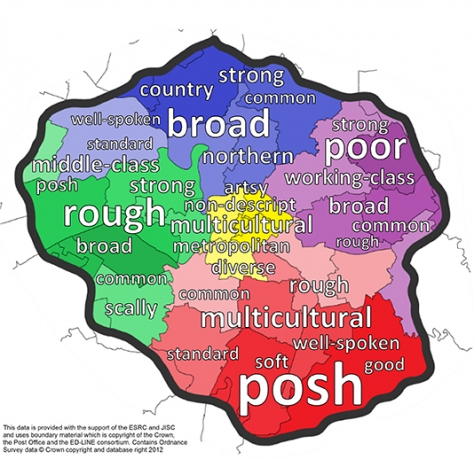 strong
country
common
well-spoken
broad
strong
standard
poor
northern
middle-class
working-class
posh
strong
artsy
non-descript
broad
rough
multicultural
common
broad
metropolitan
rough
diverse
common
rough
common
scally
multicultural
well-spoken
standard
soft
good
posh
This data is provided with the support of the ESRC and JISC
and uses boundary material which is copyright of the Crown,
the Post Office and the ED-LINE consortium. Contains Ordnance
Survey data © Crown copyright and database right 2012